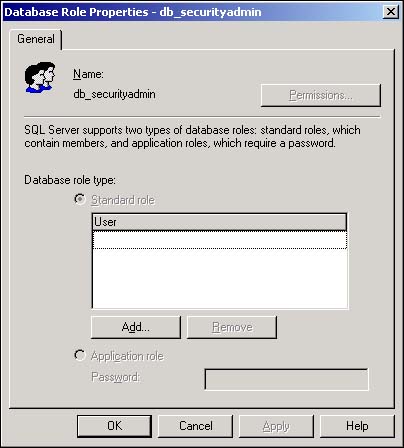 Database Role Properties - db_securityadmin
General
Name:
db_securityadmin
Permissions...
SQL Server supports two types of database roles: standard roles, which
contain members, and application roles, which require a password.
Database role type:
Standard role
User
Add...
Remove
Application role
Password:
OK
Cancel
Apply
Help